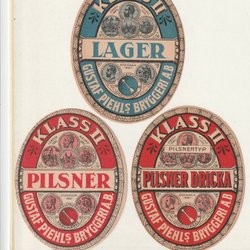 KLASS II
LAGER
GUSTAF PIEHLS BRYGGERI A.B.
KLASS II
PILSNER
GUSTAF PIEHLS BRYGGERI A.B.
KLASS II
PILSNERTYP
PILSNER DRICKA
GUSTAF PIEHLS BRYGGERI A.B.